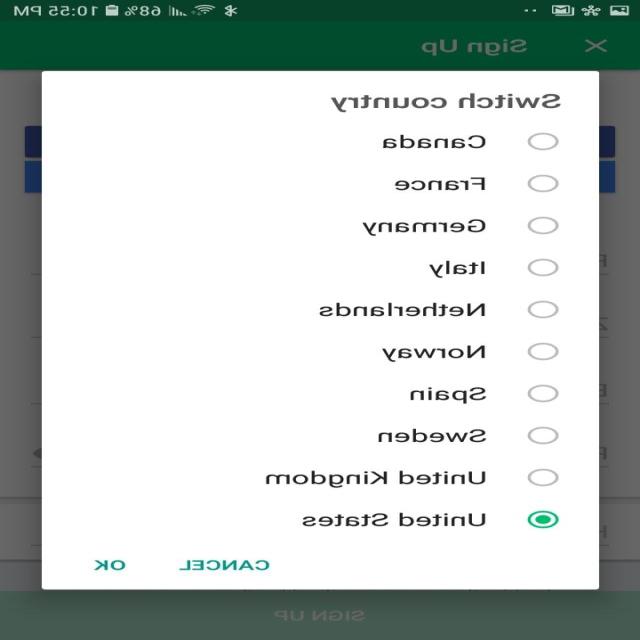 68% 10:55 PM
Sign Up
Switch country
Canada
France
Germany
Italy
Netherlands
Norway
Spain
Sweden
United Kingdom
United States
CANCEL OK
SIGN UP